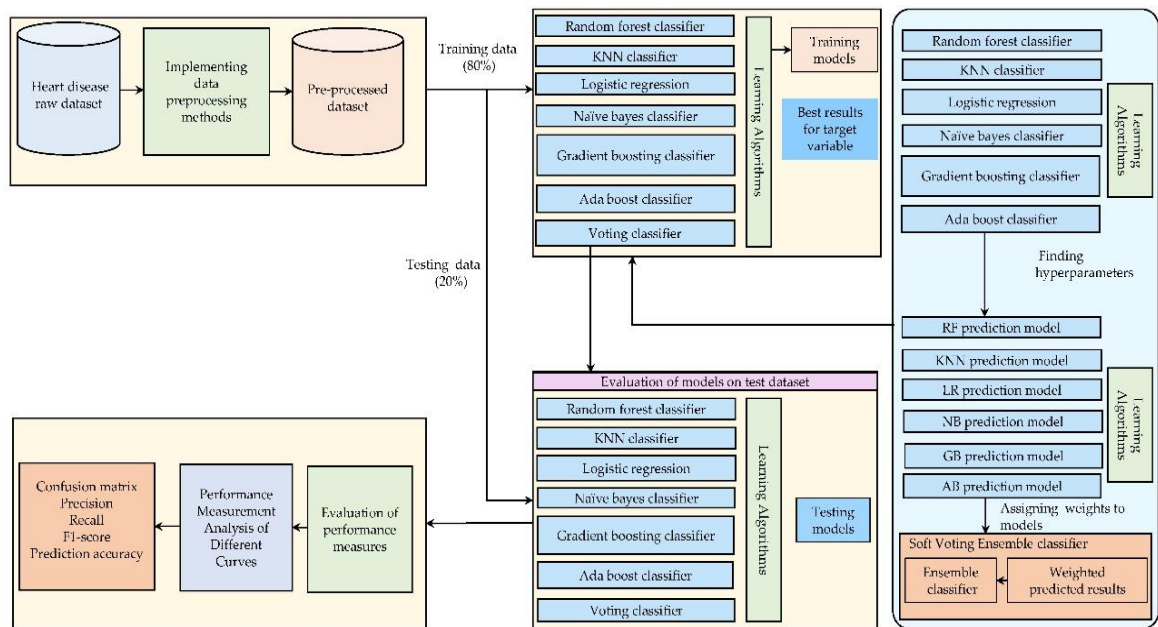 Heart disease
raw dataset
Implementing
data
preprocessing
methods
Pre-processed
dataset
Training data
(80%)
Testing data
(20%)
Random forest classifier
KNN classifier
Logistic regression
Naïve bayes classifier
Gradient boosting classifier
Ada boost classifier
Voting classifier
Learning Algorithms
Training
models
Best results
for target
variable
Random forest classifier
KNN classifier
Logistic regression
Naïve bayes classifier
Gradient boosting classifier
Ada boost classifier
Learning
Algorithms
Finding
hyperparameters
RF prediction model
KNN prediction model
LR prediction model
NB prediction model
GB prediction model
AB prediction model
Learning
Algorithms
Assigning weights to
models
Soft Voting Ensemble classifier
Ensemble
classifier
Weighted
predicted results
Evaluation of models on test dataset
Random forest classifier
KNN classifier
Logistic regression
Naïve bayes classifier
Gradient boosting classifier
Ada boost classifier
Voting classifier
Learning Algorithms
Testing
models
Evaluation of
performance
measures
Performance
Measurement
Analysis of
Different
Curves
Confusion matrix
Precision
Recall
F1-score
Prediction accuracy